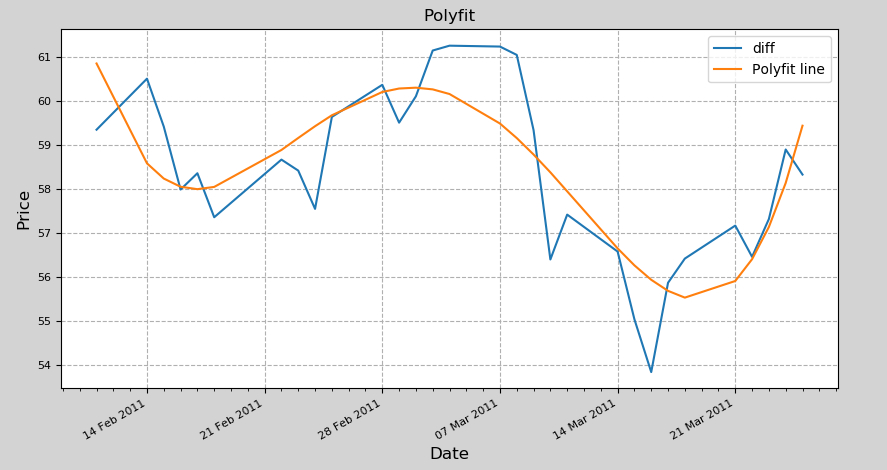 Polyfit
diff
Polyfit line
61
60
59
58
57
56
55
54
Price
14 Feb 2011
21 Feb 2011
28 Feb 2011
07 Mar 2011
14 Mar 2011
21 Mar 2011
Date